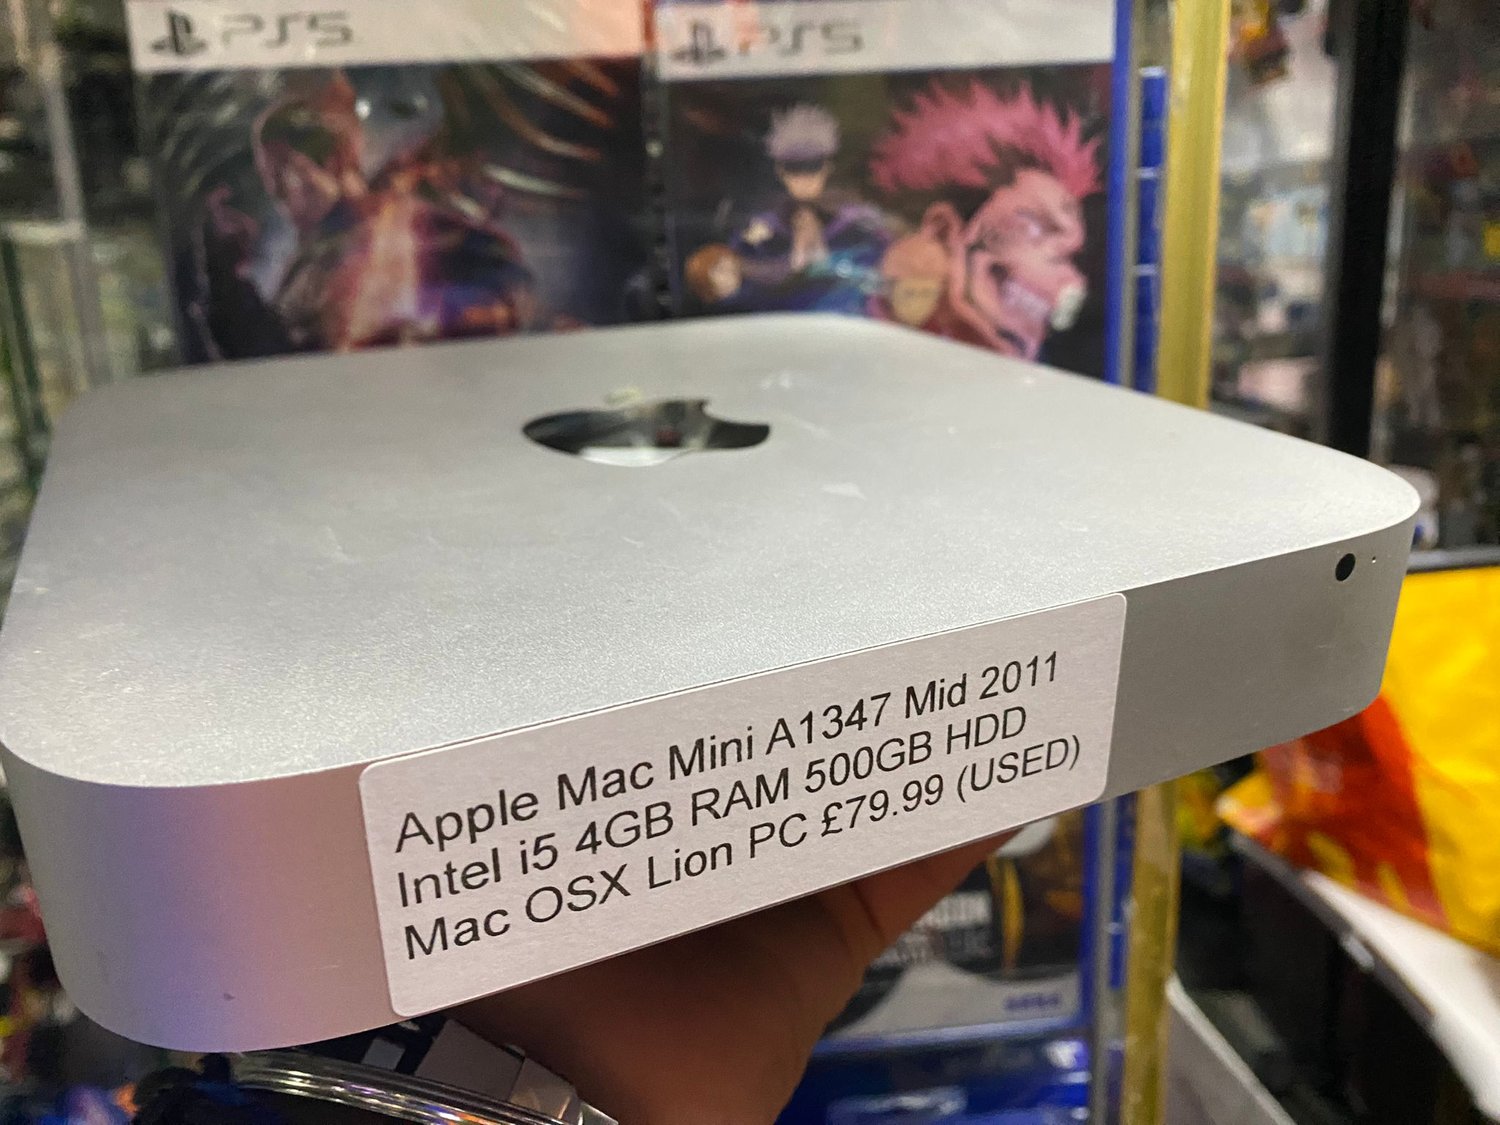 PS5
PS5
Apple Mac Mini A1347 Mid 2011
Intel i5 4GB RAM 500GB HDD
Mac OSX Lion PC £79.99 (USED)
SEGA